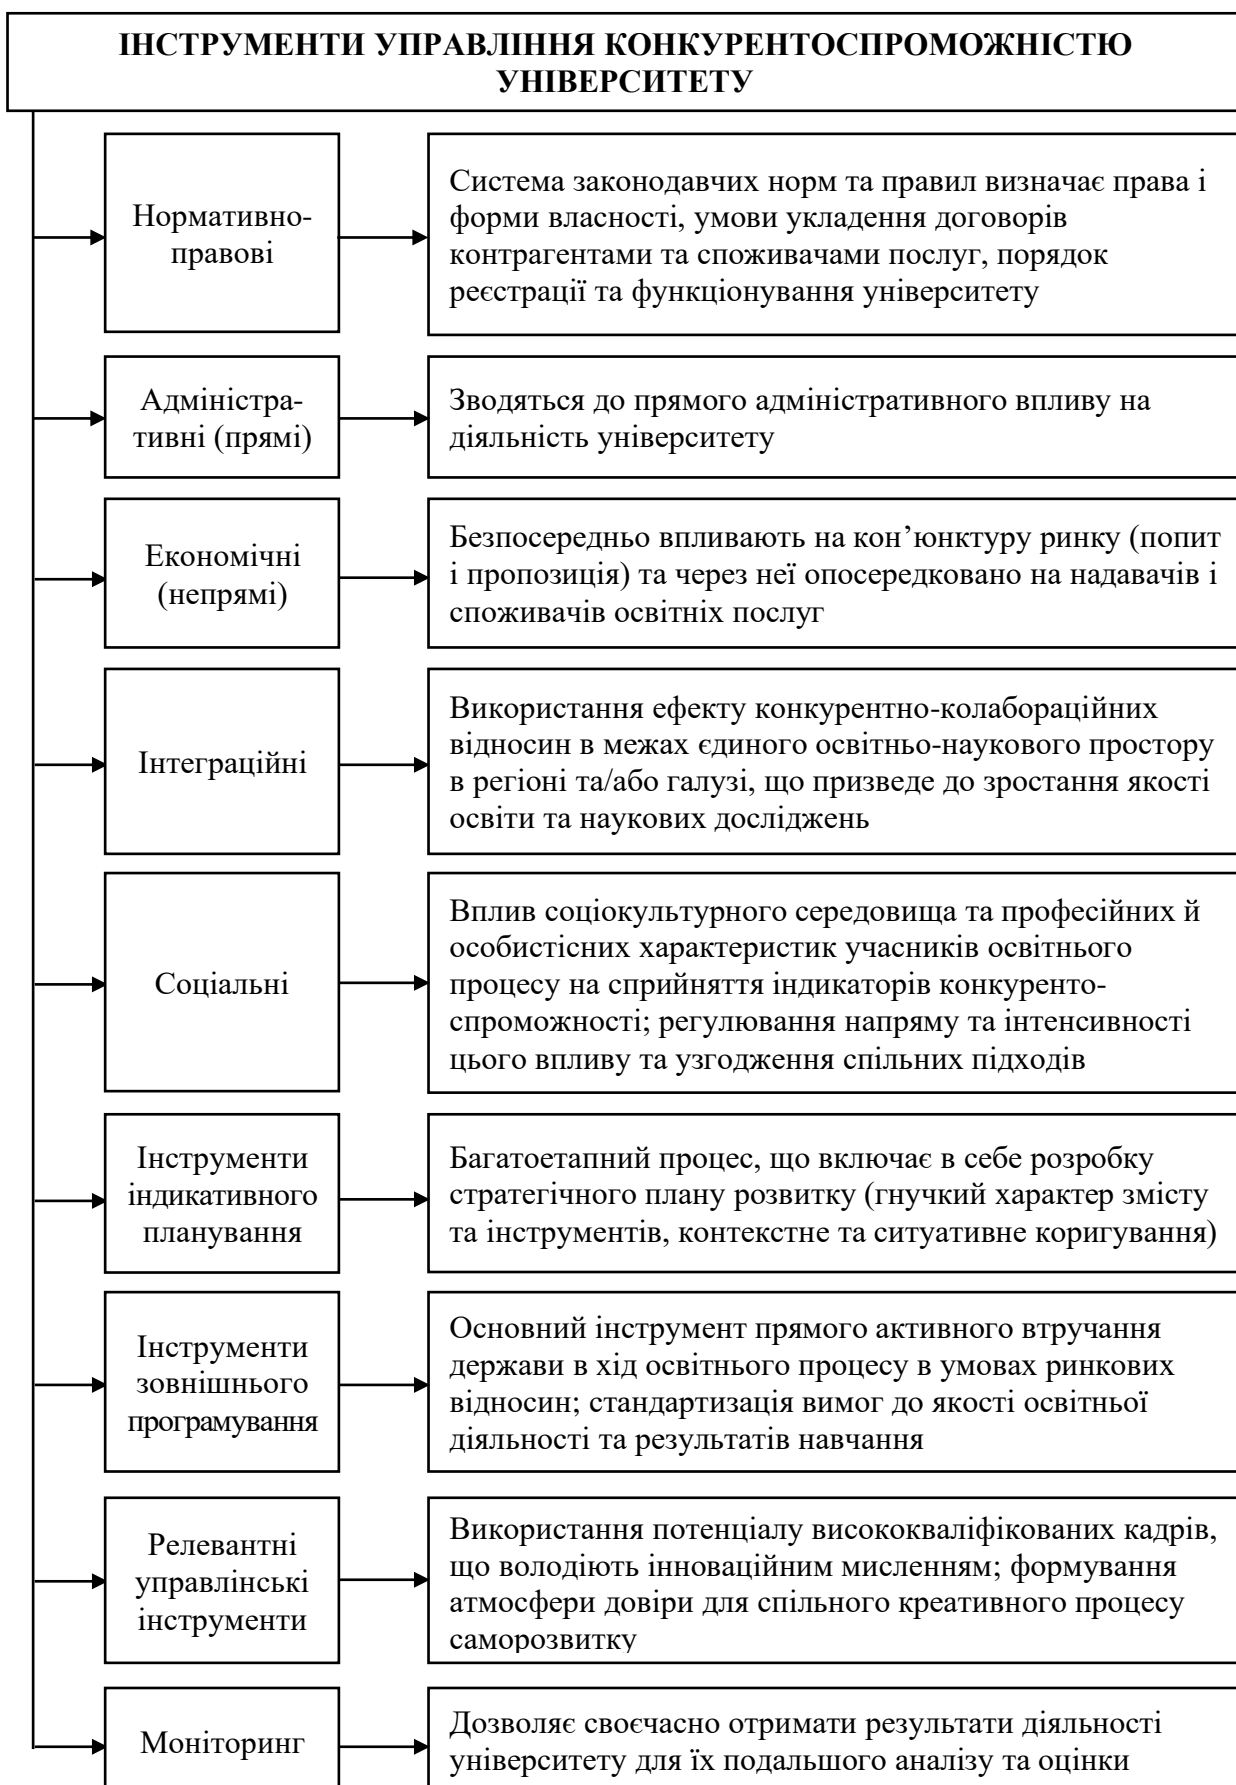 ІНСТРУМЕНТИ УПРАВЛІННЯ КОНКУРЕНТОСПРОМОЖНІСТЮ
УНІВЕРСИТЕТУ
Нормативно-
правові
Система законодавчих норм та правил визначає права і
форми власності, умови укладення договорів
контрагентами та споживачами послуг, порядок
реєстрації та функціонування університету
Адміністра-
тивні (прямі)
Зводяться до прямого адміністративного впливу на
діяльність університету
Економічні
(непрямі)
Безпосередньо впливають на кон’юнктуру ринку (попит
і пропозиція) та через неї опосередковано на надавачів і
споживачів освітніх послуг
Інтеграційні
Використання ефекту конкурентно-колабораційних
відносин в межах єдиного освітньо-наукового простору
в регіоні та/або галузі, що призведе до зростання якості
освіти та наукових досліджень
Соціальні
Вплив соціокультурного середовища та професійних й
особистісних характеристик учасників освітнього
процесу на сприйняття індикаторів конкуренто-
спроможності; регулювання напряму та інтенсивності
цього впливу та узгодження спільних підходів
Інструменти
індикативного
планування
Багатоетапний процес, що включає в себе розробку
стратегічного плану розвитку (гнучкий характер змісту
та інструментів, контекстне та ситуативне коригування)
Інструменти
зовнішнього
програмування
Основний інструмент прямого активного втручання
держави в хід освітнього процесу в умовах ринкових
відносин; стандартизація вимог до якості освітньої
діяльності та результатів навчання
Релевантні
управлінські
інструменти
Використання потенціалу висококваліфікованих кадрів,
що володіють інноваційним мисленням; формування
атмосфери довіри для спільного креативного процесу
саморозвитку
Моніторинг
Дозволяє своєчасно отримати результати діяльності
університету для їх подальшого аналізу та оцінки